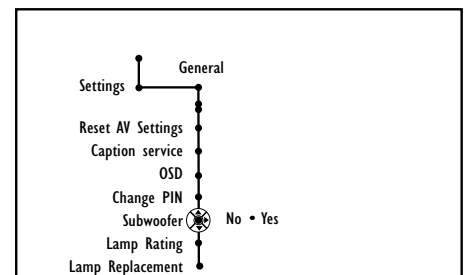 General
Settings
Reset AV Settings
Caption service
OSD
Change PIN
Subwoofer No • Yes
Lamp Rating
Lamp Replacement